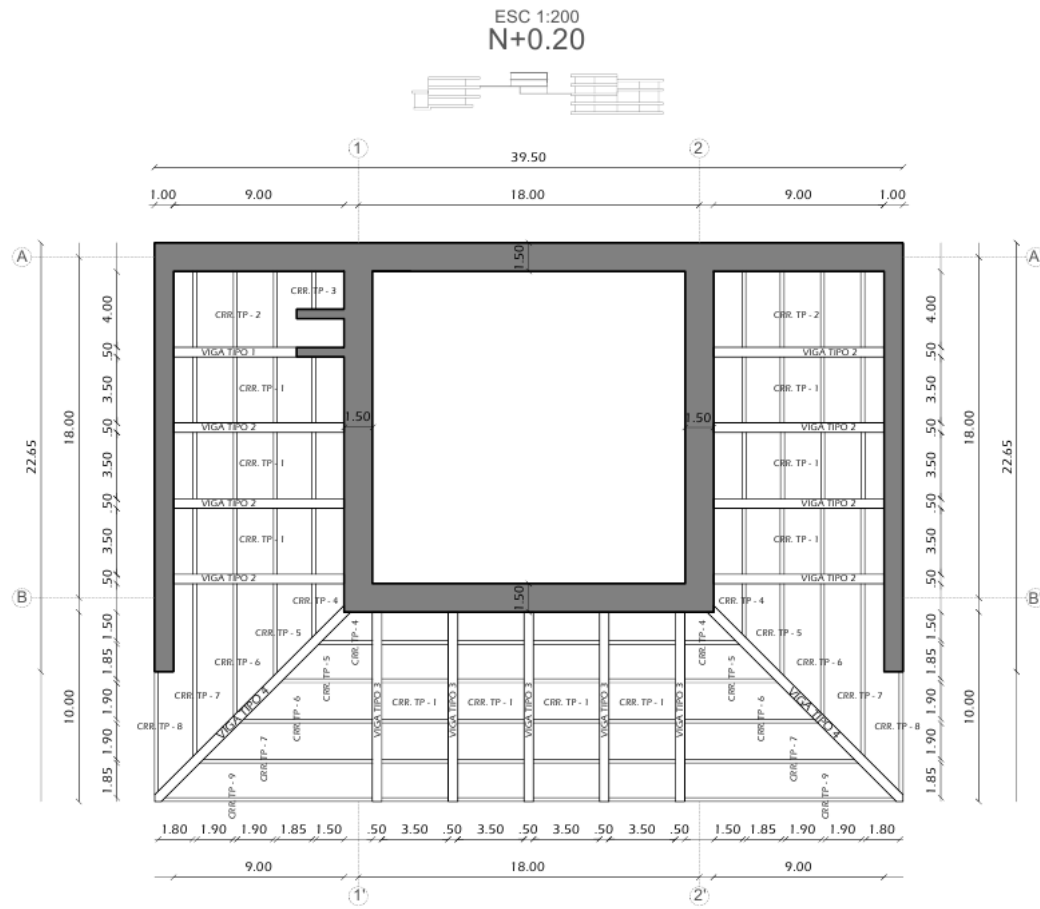 ESC 1:200
N+0.20
1 2
39.50
1.00 9.00 18.00 9.00 1.00
A A
1.50
CRR. TP - 3
4.00 CRR. TP - 2 CRR. TP - 2 4.00
.50 VIGA TIPO 1 VIGA TIPO 2 .50
3.50 CRR. TP - 1 CRR. TP - 1 3.50
1.50 1.50
18.00 18.00
.50 VIGA TIPO 2 VIGA TIPO 2 .50
22.65 22.65
3.50 CRR. TP - 1 CRR. TP - 1 3.50
.50 VIGA TIPO 2 VIGA TIPO 2 .50
3.50 CRR. TP - 1 CRR. TP - 1 3.50
.50 VIGA TIPO 2 VIGA TIPO 2 .50
B 1.50 B
CRR. TP - 4 CRR. TP - 4
1.50 CRR. TP - 5 CRR. TP - 4 CRR. TP - 4 CRR. TP - 5 1.50
1.85 CRR. TP - 6 CRR. TP - 5 CRR. TP - 5 CRR. TP - 6 1.85
1.90 CRR. TP - 7 CRR. TP - 6 CRR. TP - 1 CRR. TP - 1 CRR. TP - 1 CRR. TP - 1 CRR. TP - 6 CRR. TP - 7 1.90
10.00 VIGA TIPO 4 VIGA TIPO 3 VIGA TIPO 3 VIGA TIPO 3 VIGA TIPO 3 VIGA TIPO 3 VIGA TIPO 4 10.00
CRR. TP - 8 CRR. TP - 8
1.90 CRR. TP - 7 CRR. TP - 7 1.90
1.85 CRR. TP - 9 CRR. TP - 9 1.85
1.80 1.90 1.90 1.85 1.50 .50 3.50 .50 3.50 .50 3.50 .50 3.50 .50 1.50 1.85 1.90 1.90 1.80
9.00 18.00 9.00
1' 2'